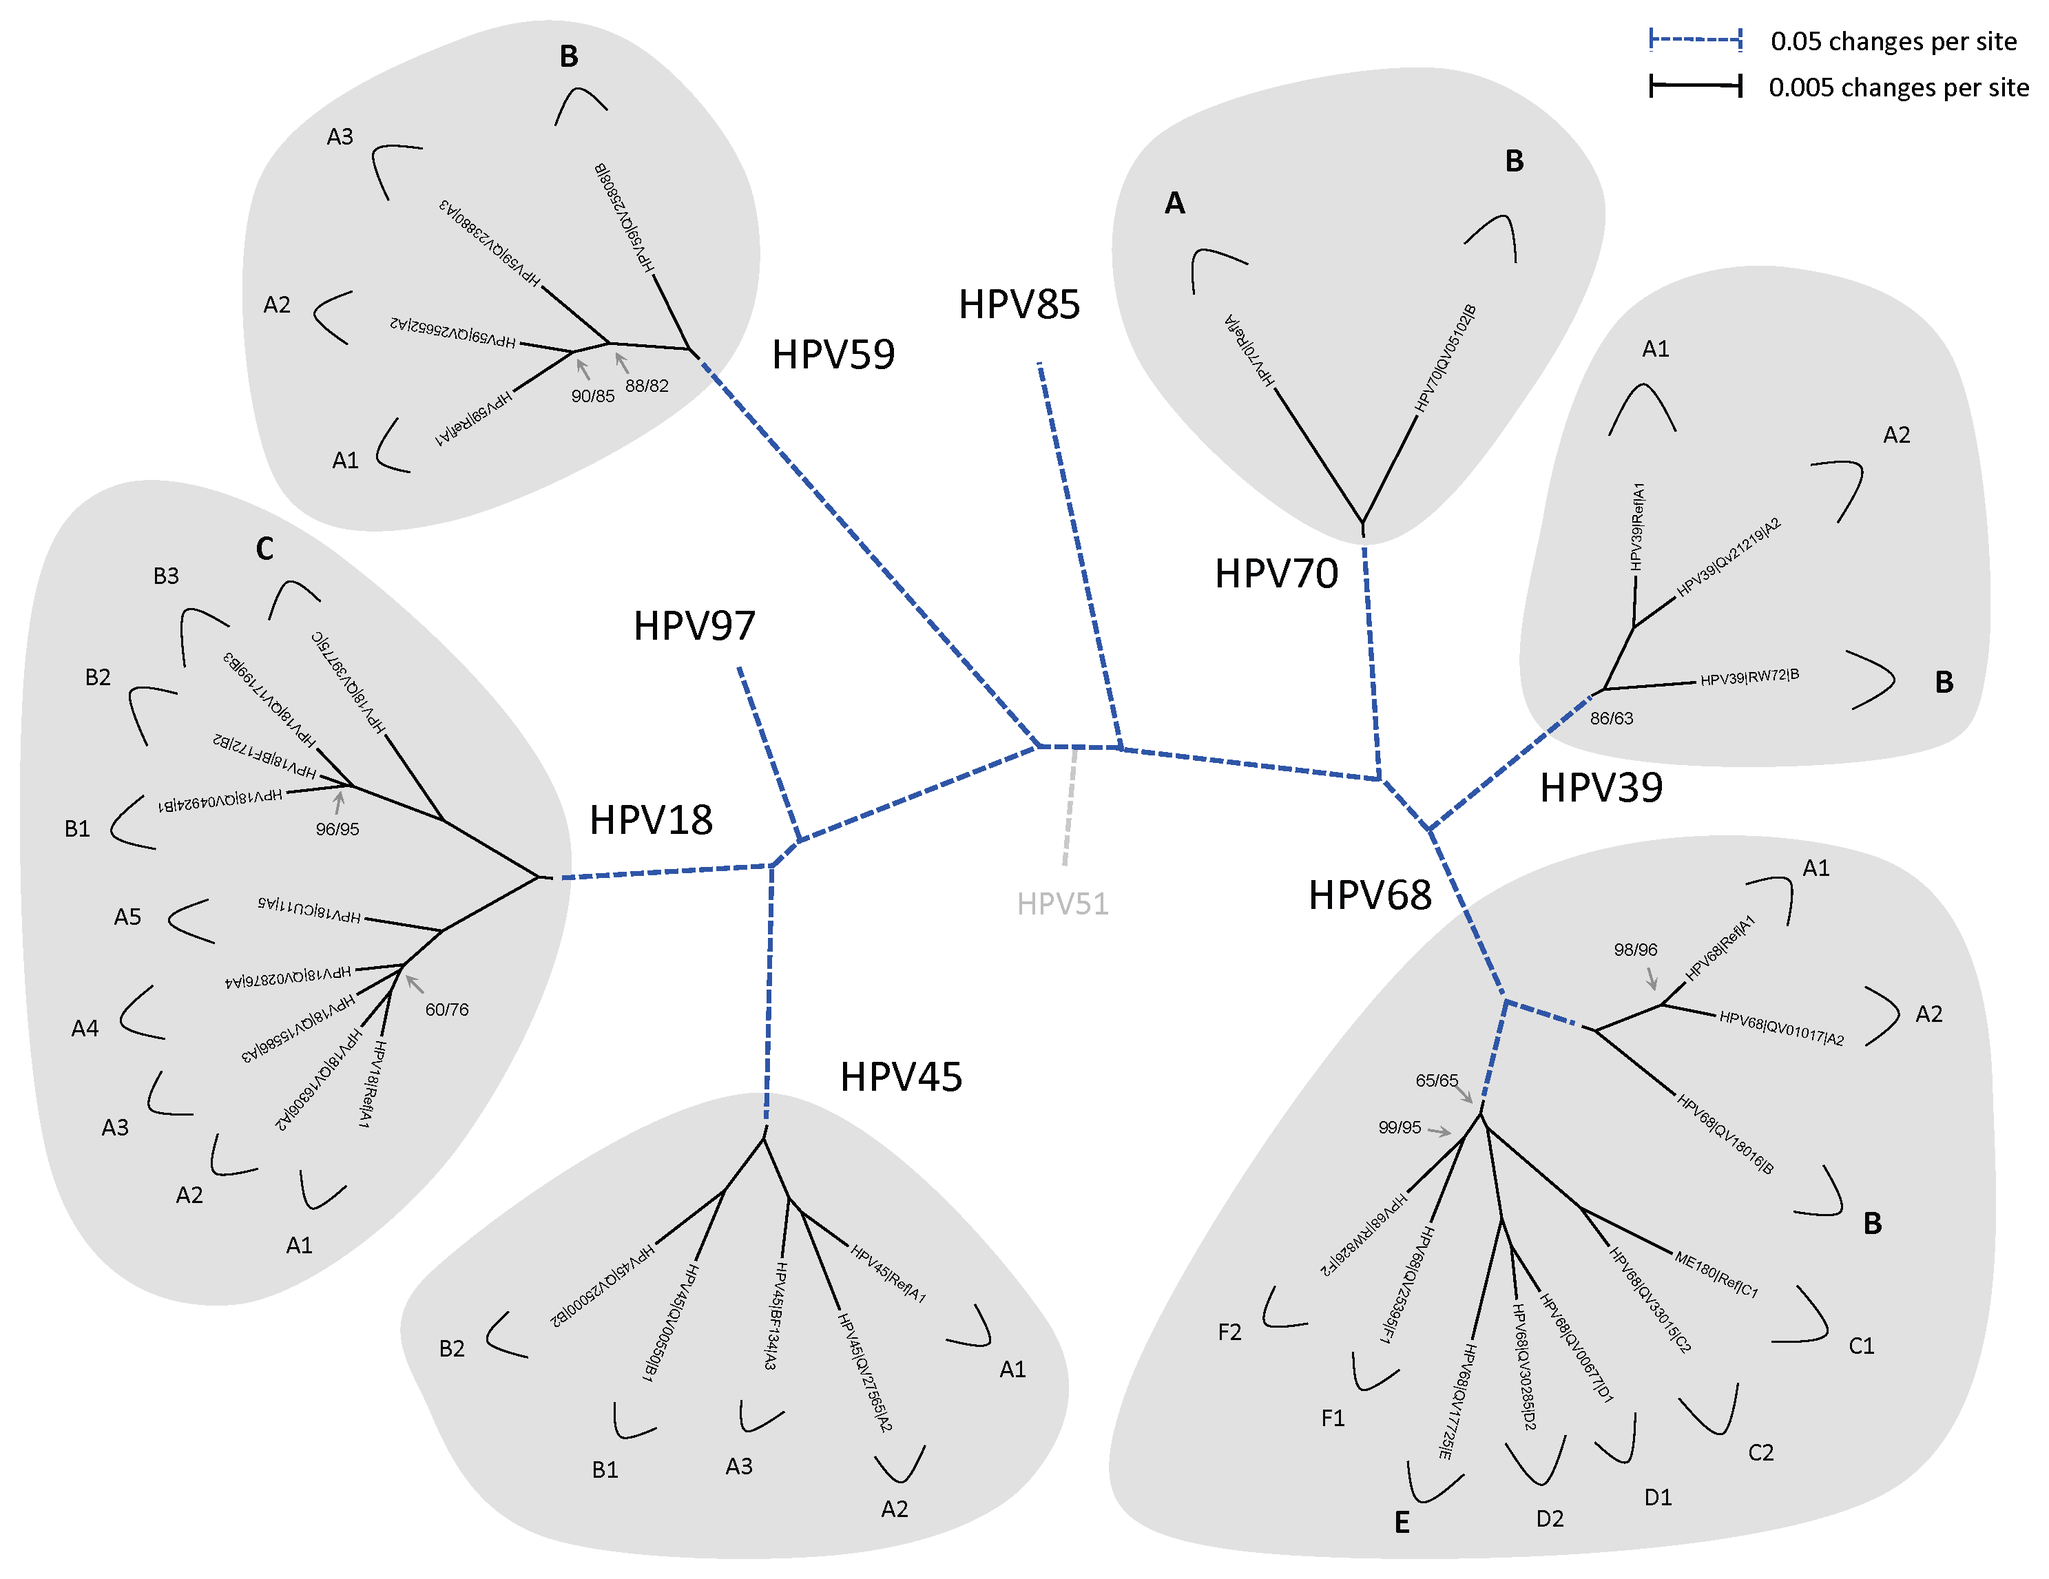 0.05 changes per site
0.005 changes per site
B
A3
A2
A1
HPV59|QV25808|B
HPV59|QV23880|A3
HPV59|QV25652|A2
HPV59|Ref|A1
90/85
88/82
HPV59
HPV85
A
B
HPV70|Ref|A
HPV70|QV05102|B
HPV70
A1
A2
B
HPV39|Ref|A1
HPV39|Qv21219|A2
HPV39|RW72|B
86/63
HPV39
HPV97
C
B3
B2
B1
A5
A4
A3
A2
A1
HPV18|QV39775|C
HPV18|QV17199|B3
HPV18|BF172|B2
HPV18|QV04924|B1
96/95
HPV18|CU11|A5
HPV18|QV02876|A4
HPV18|QV15586|A3
HPV18|QV16306|A2
HPV18|Ref|A1
60/76
HPV18
HPV51
HPV68
A1
98/96
HPV68|Ref|A1
HPV68|QV01017|A2
A2
HPV68|QV18016|B
B
65/65
99/95
HPV68|RW826|F2
HPV68|QV25395|F1
HPV68|QV17725|E
HPV68|QV30285|D2
HPV68|QV00677|D1
HPV68|QV33015|C2
ME180|Ref|C1
F2
F1
E
D2
D1
C2
C1
HPV45
HPV45|QV25000|B2
HPV45|QV00550|B1
HPV45|BF134|A3
HPV45|QV27565|A2
HPV45|Ref|A1
B2
B1
A3
A2
A1